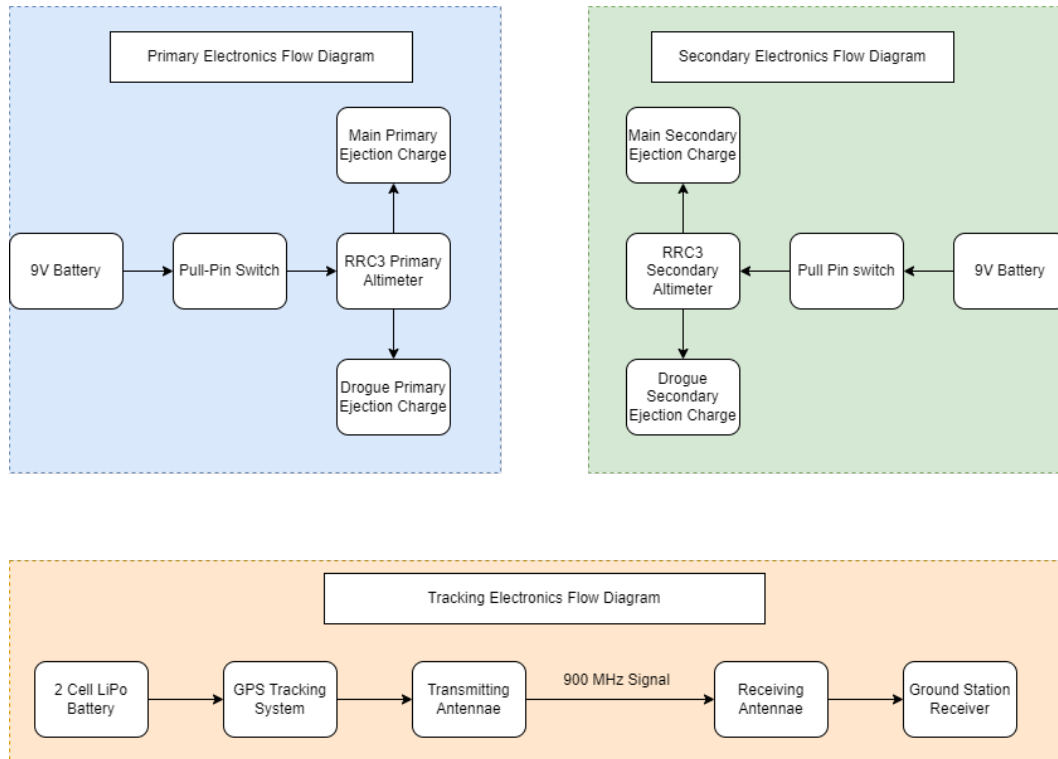 Primary Electronics Flow Diagram
Main Primary
Ejection Charge
9V Battery
Pull-Pin Switch
RRC3 Primary
Altimeter
Drogue Primary
Ejection Charge
Secondary Electronics Flow Diagram
Main Secondary
Ejection Charge
RRC3
Secondary
Altimeter
Pull Pin switch
9V Battery
Drogue
Secondary
Ejection Charge
Tracking Electronics Flow Diagram
2 Cell LiPo
Battery
GPS Tracking
System
Transmitting
Antennae
900 MHz Signal
Receiving
Antennae
Ground Station
Receiver